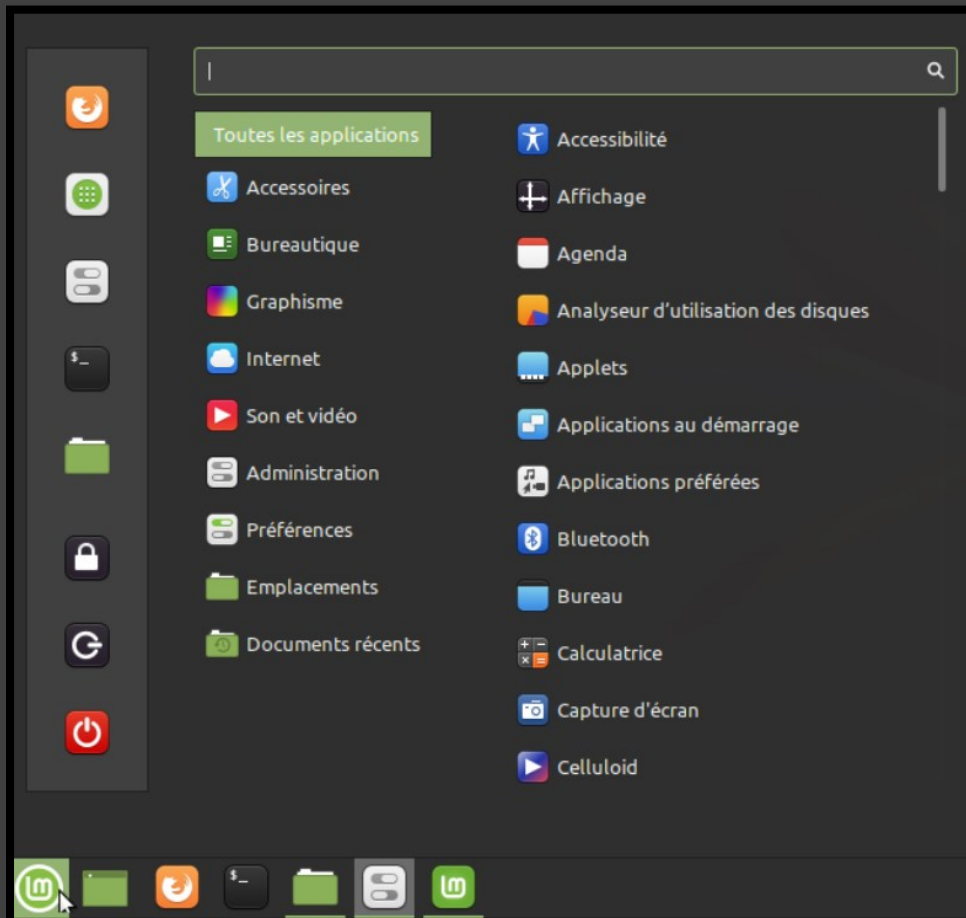 Toutes les applications
Accessoires
Bureautique
Graphisme
Internet
Son et vidéo
Administration
Préférences
Emplacements
Documents récents
Accessibilité
Affichage
Agenda
Analyseur d’utilisation des disques
Applets
Applications au démarrage
Applications préférées
Bluetooth
Bureau
Calculatrice
Capture d'écran
Celluloid